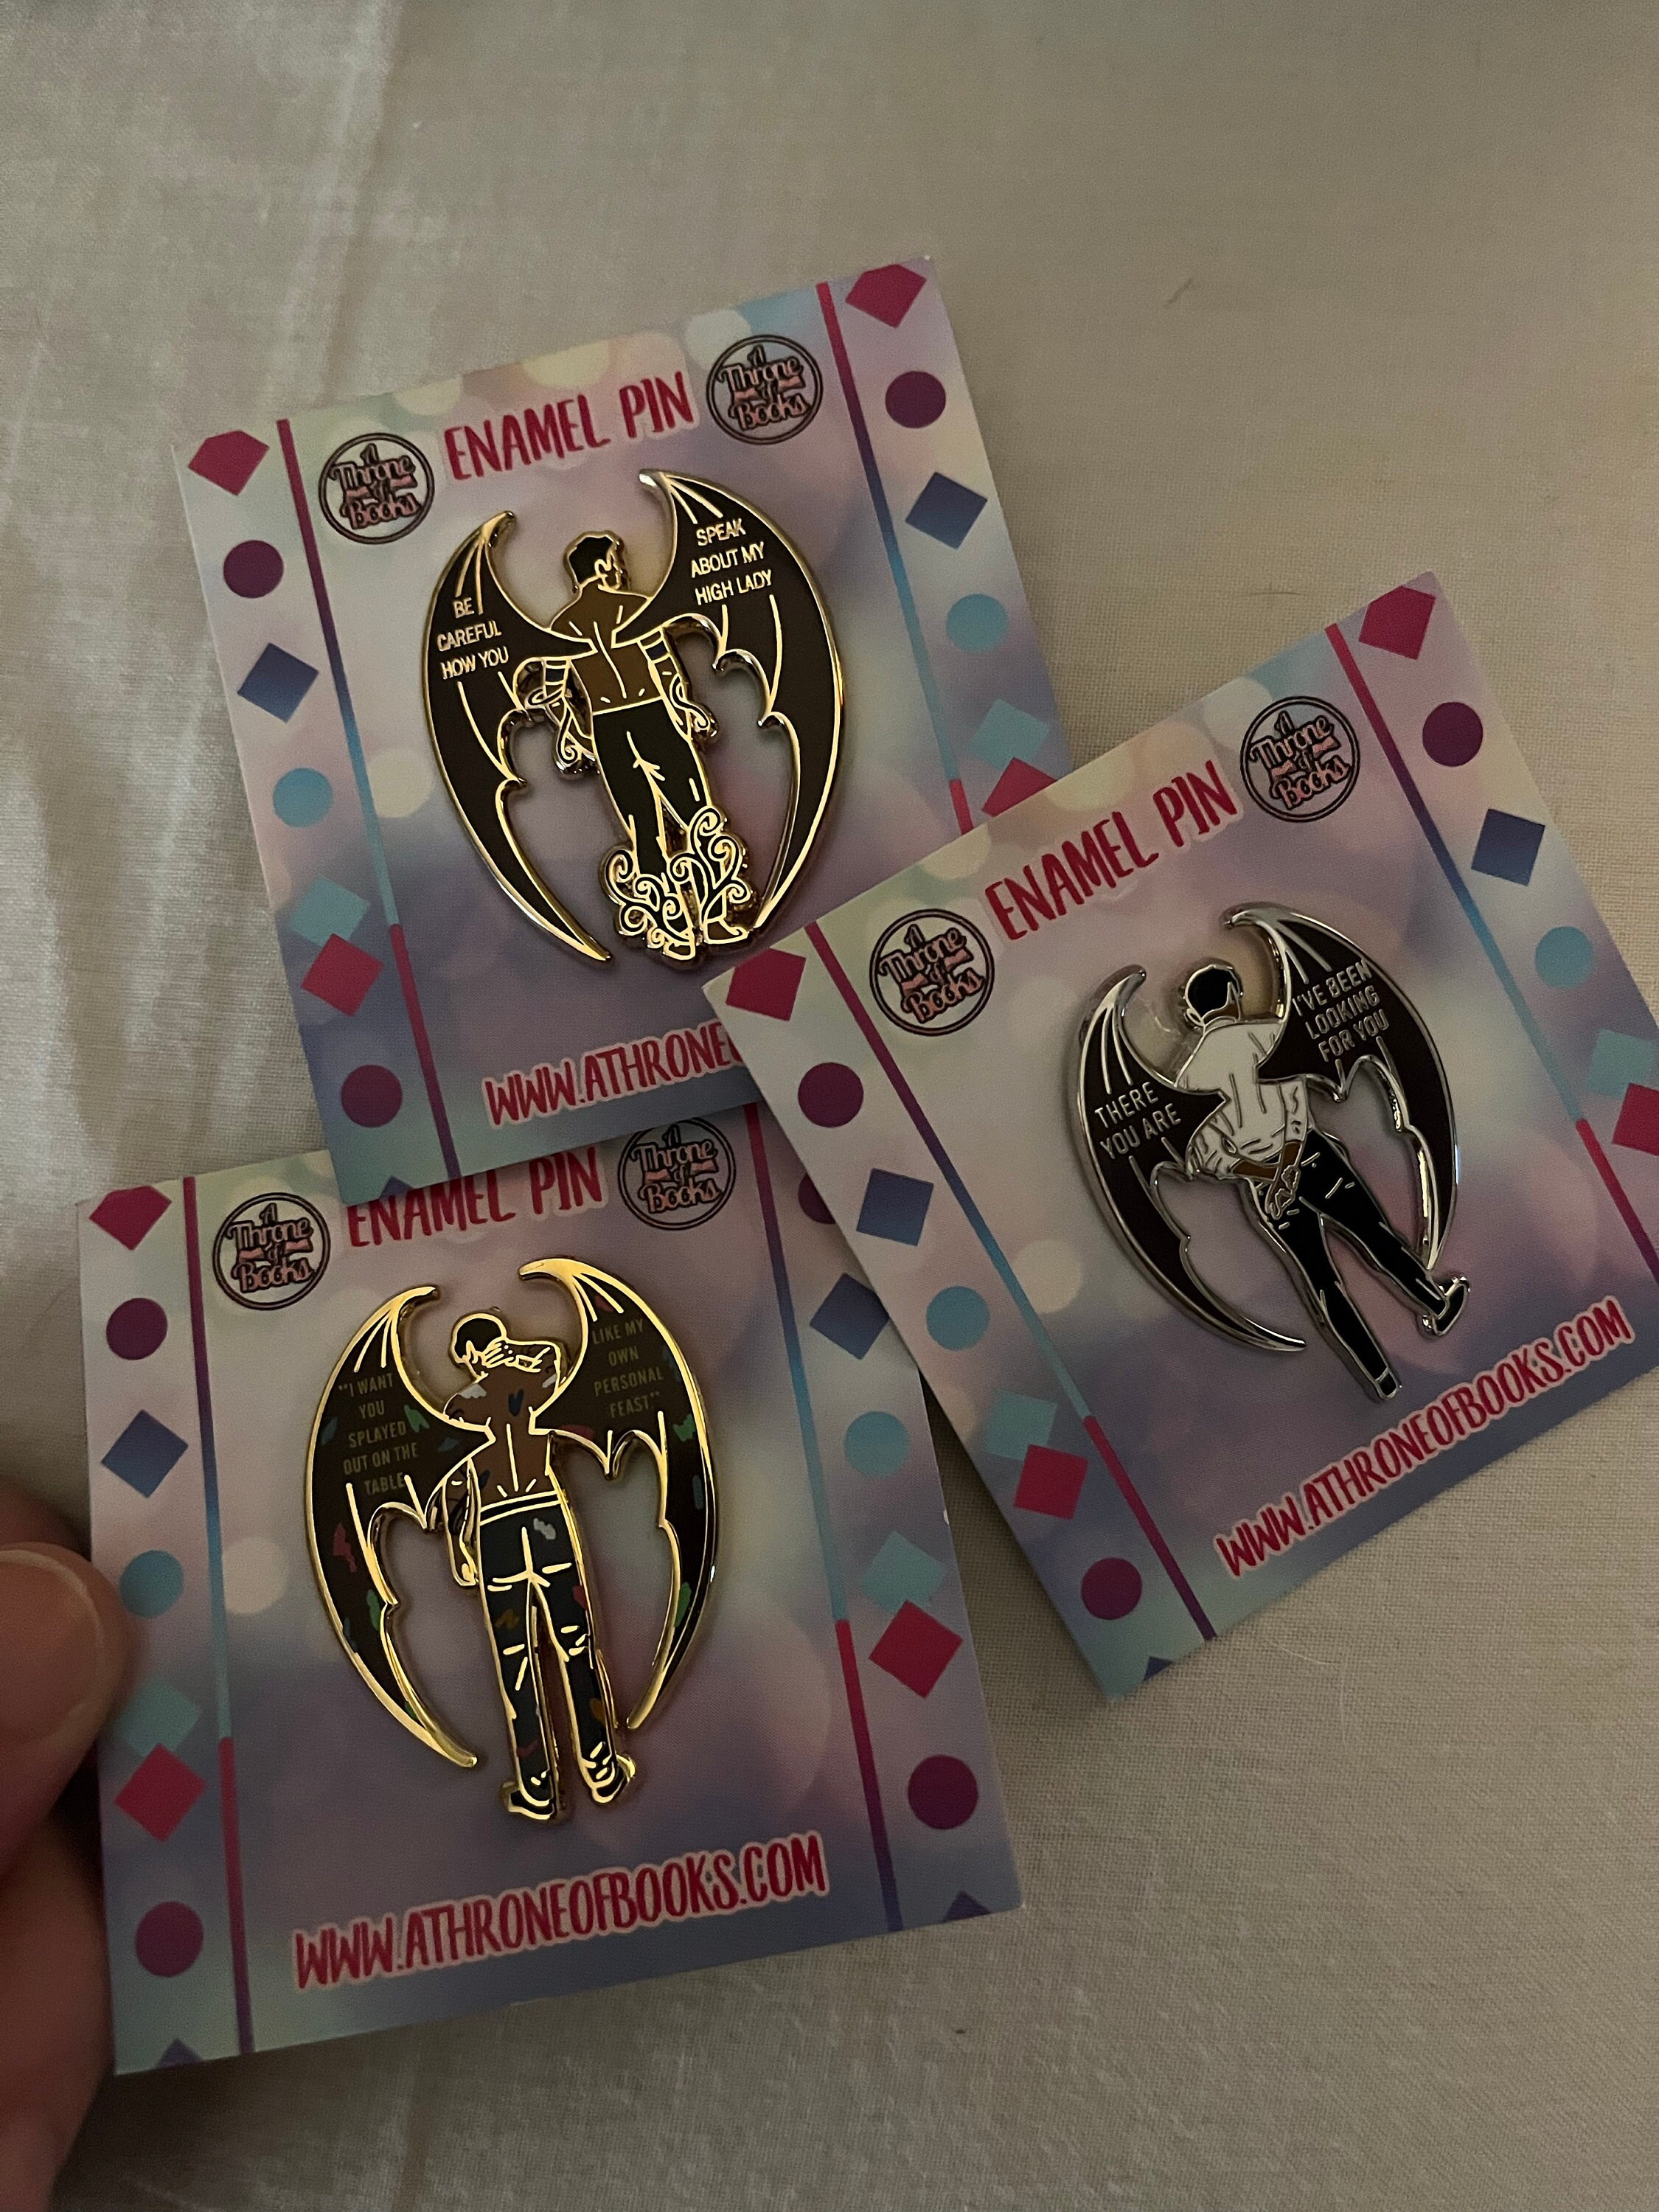 ENAMEL PIN
A
Throne
of
Books
A
Throne
of
Books
BE
CAREFUL
HOW YOU
SPEAK
ABOUT MY
HIGH LADY
WWW.ATHRONE
ENAMEL PIN
A
Throne
of
Books
A
Throne
of
Books
THERE
YOU ARE
I'VE BEEN
LOOKING
FOR YOU
WWW.ATHRONEOFBOOKS.COM
ENAMEL PIN
A
Throne
of
Books
A
Throne
of
Books
"I WANT
YOU
SPLAYED
OUT ON THE
TABLE
LIKE MY
OWN
PERSONAL
FEAST."
WWW.ATHRONEOFBOOKS.COM